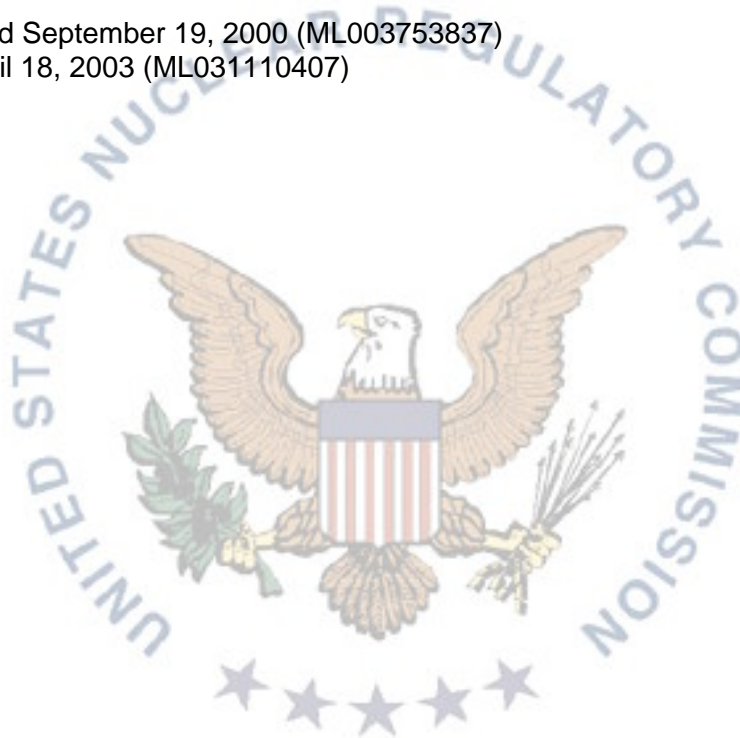 d September 19, 2000 (ML003753837)
il 18, 2003 (ML031110407)
UNITED STATES NUCLEAR REGULATORY COMMISSION